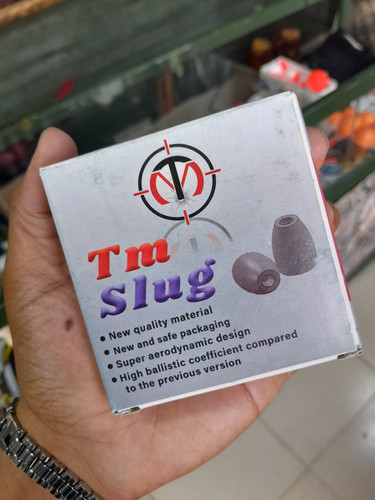 TM
Tm
Slug
• New quality material
• New and safe packaging
• Super aerodynamic design
• High ballistic coefficient compared
to the previous version